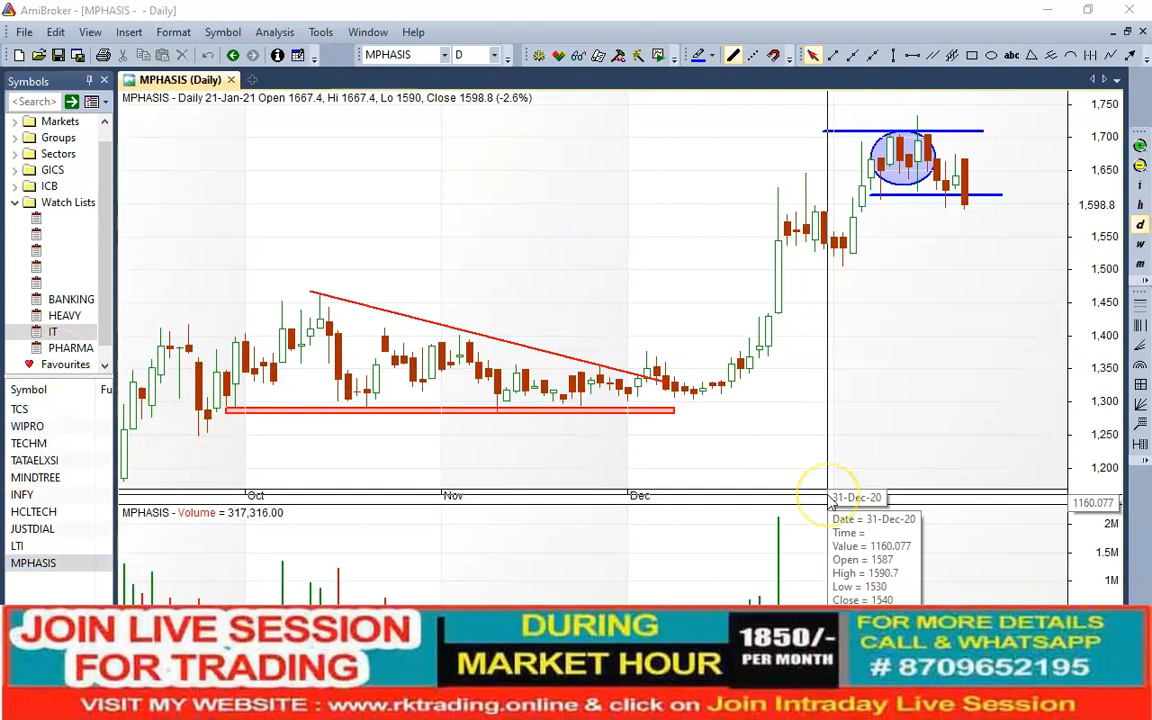 AmiBroker - [MPHASIS - - Daily]
File Edit View Insert Format Symbol Analysis Tools Window Help
MPHASIS D
Symbols
MPHASIS (Daily)
<Search>
MPHASIS - Daily 21-Jan-21 Open 1667.4, Hi 1667.4, Lo 1590, Close 1598.8 (-2.6%)
Markets
Groups
Sectors
GICS
ICB
Watch Lists
BANKING
HEAVY
IT
PHARMA
Favourites
Symbol Fu
TCS
WIPRO
TECHM
TATAELXSI
MINDTREE
INFY
HCLTECH
JUSTDIAL
LTI
MPHASIS
1,750
1,700
1,650
1,598.8
1,550
1,500
1,450
1,400
1,350
1,300
1,250
1,200
1160.077
Oct Nov Dec
31-Dec-20
MPHASIS - Volume = 317,316.00
Date = 31-Dec-20
Time =
Value = 1160.077
Open = 1587
High = 1590.7
Low = 1530
Close = 1540
2M
1.5M
1M
abc
i
h
d
w
m
JOIN LIVE SESSION
FOR TRADING
DURING
MARKET HOUR
1850/-
PER MONTH
FOR MORE DETAILS
CALL & WHATSAPP
# 8709652195
VISIT MY WEBSITE : www.rktrading.online & click on Join Intraday Live Session